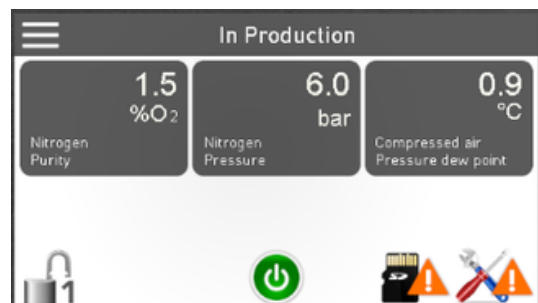 In Production
1.5
%O₂
Nitrogen
Purity
6.0
bar
Nitrogen
Pressure
0.9
°C
Compressed air
Pressure dew point
1